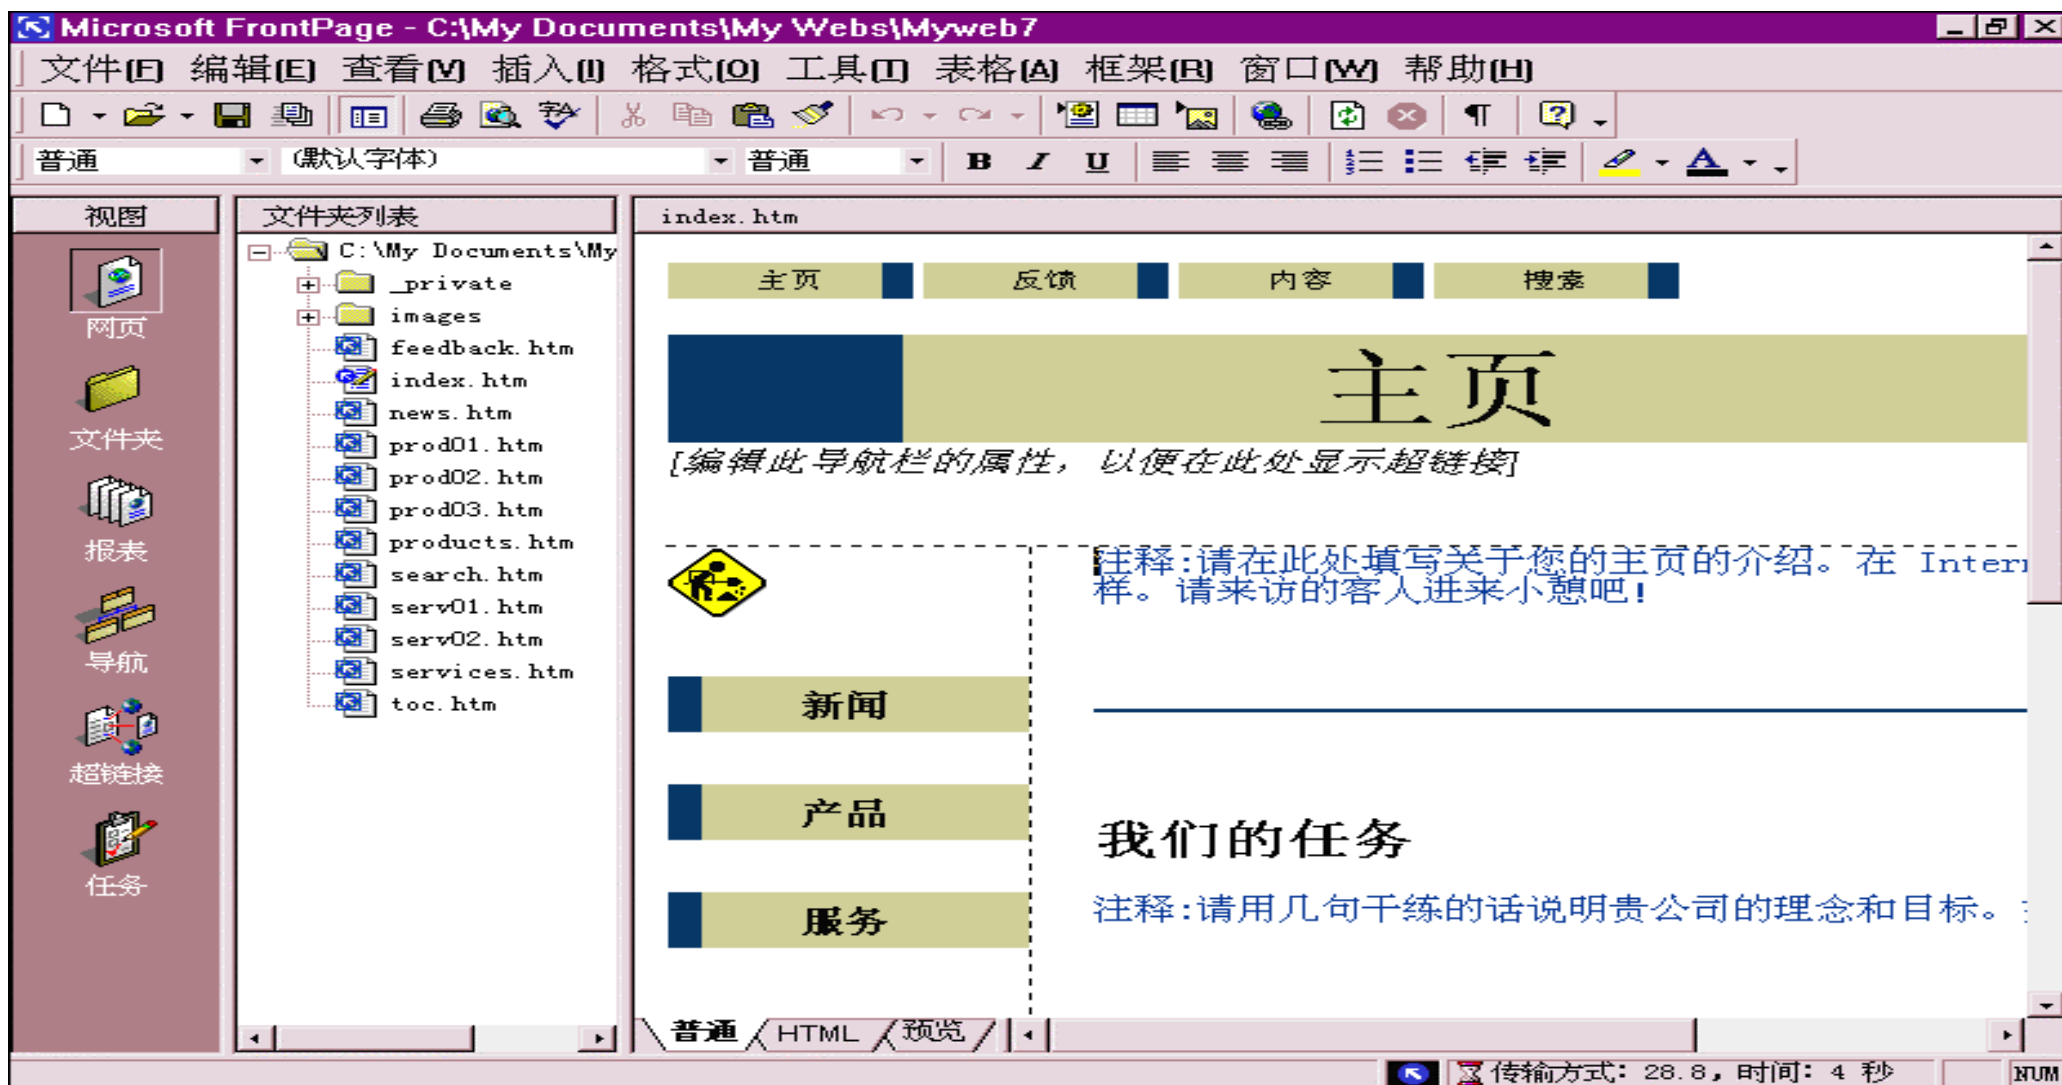 Microsoft FrontPage - C:\My Documents\My Webs\Myweb7
文件(F) 编辑(E) 查看(V) 插入(I) 格式(O) 工具(T) 表格(A) 框架(R) 窗口(W) 帮助(H)
普通 (默认字体) 普通 B I U A
视图
网页
文件夹
报表
导航
超链接
任务
文件夹列表
C:\My Documents\My
_private
images
feedback.htm
index.htm
news.htm
prod01.htm
prod02.htm
prod03.htm
products.htm
search.htm
serv01.htm
serv02.htm
services.htm
toc.htm
index.htm
主页 反馈 内容 搜索
主页
[编辑此导航栏的属性，以便在此处显示超链接]
注释:请在此处填写关于您的主页的介绍。在 Intern
样。请来访的客人进来小憩吧!
新闻
产品
服务
我们的任务
注释:请用几句干练的话说明贵公司的理念和目标。
普通 HTML 预览
传输方式: 28.8, 时间: 4 秒 NUM